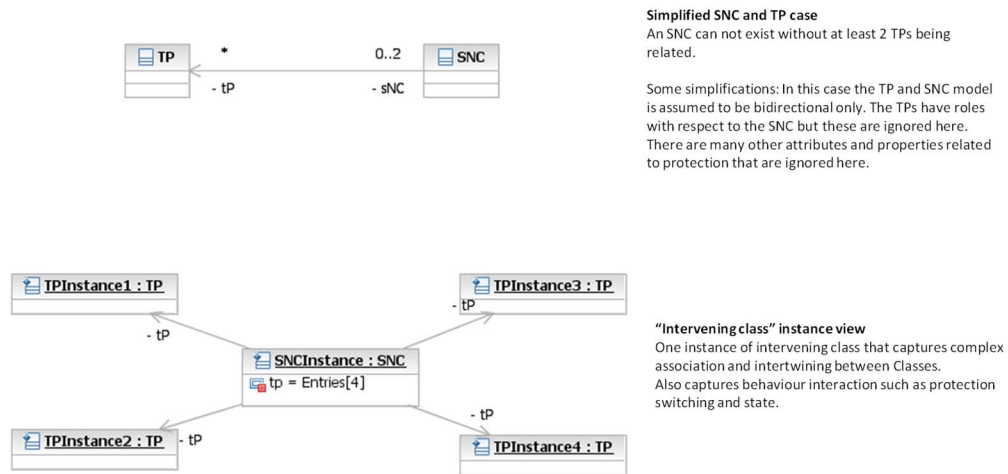 TP
*
0..2
SNC
- tP
- sNC
Simplified SNC and TP case
An SNC can not exist without at least 2 TPs being
related.
Some simplifications: In this case the TP and SNC model
is assumed to be bidirectional only. The TPs have roles
with respect to the SNC but these are ignored here.
There are many other attributes and properties related
to protection that are ignored here.
TPInstance1 : TP
TPInstance3 : TP
- tP
- tP
SNCInstance : SNC
tp = Entries[4]
- tP
TPInstance2 : TP
- tP
TPInstance4 : TP
“Intervening class” instance view
One instance of intervening class that captures complex
association and intertwining between Classes.
Also captures behaviour interaction such as protection
switching and state.